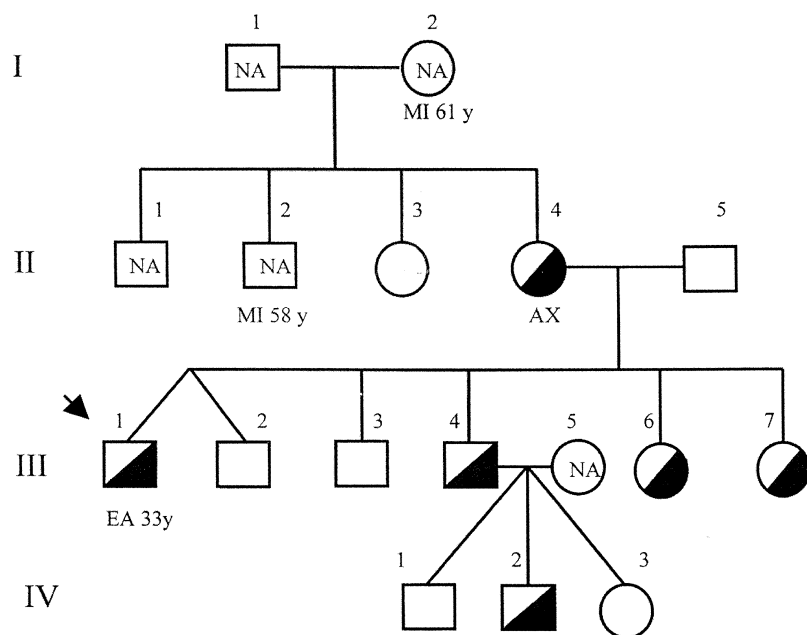 1 2
I NA NA
MI 61 y
1 2 3 4 5
II NA NA
MI 58 y AX
1 2 3 4 5 6 7
III NA
EA 33y
1 2 3
IV